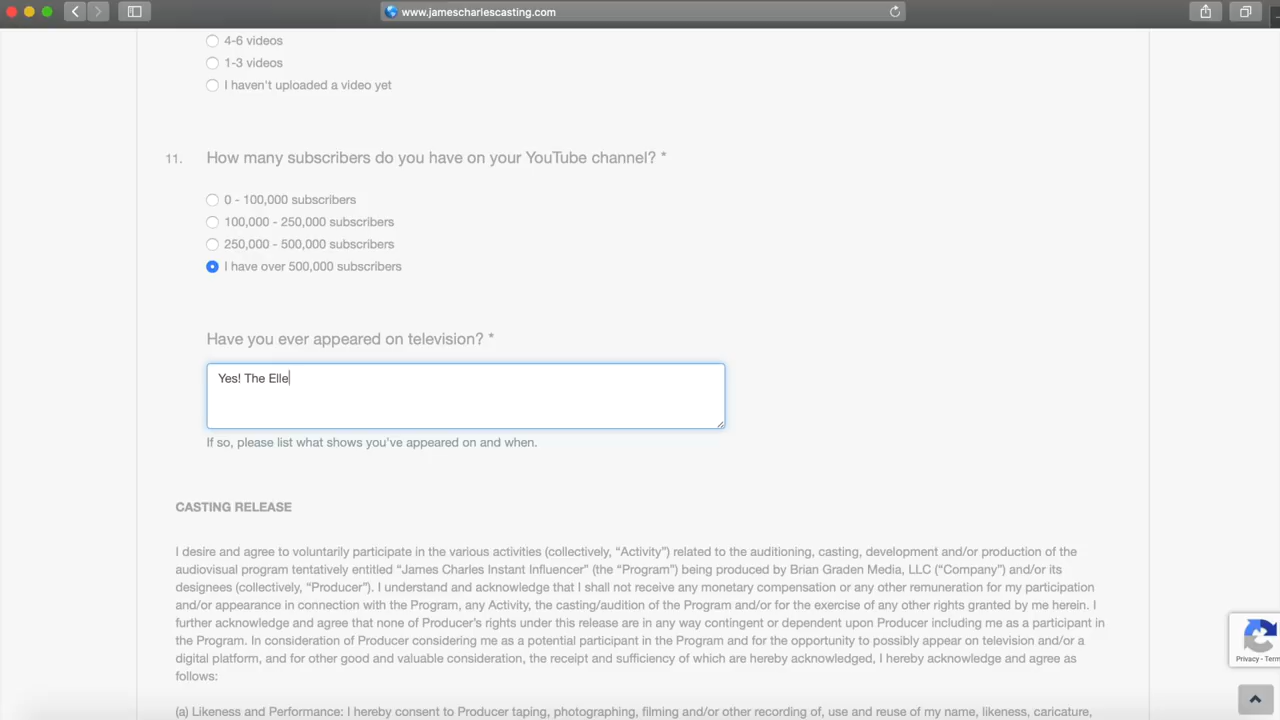 www.jamescharlescasting.com
4-6 videos
1-3 videos
I haven't uploaded a video yet
11. How many subscribers do you have on your YouTube channel? *
0 - 100,000 subscribers
100,000 - 250,000 subscribers
250,000 - 500,000 subscribers
I have over 500,000 subscribers
Have you ever appeared on television? *
Yes! The Elle
If so, please list what shows you've appeared on and when.
CASTING RELEASE
I desire and agree to voluntarily participate in the various activities (collectively, “Activity”) related to the auditioning, casting, development and/or production of the
audiovisual program tentatively entitled “James Charles Instant Influencer” (the “Program”) being produced by Brian Graden Media, LLC (“Company”) and/or its
designees (collectively, “Producer”). I understand and acknowledge that I shall not receive any monetary compensation or any other remuneration for my participation
and/or appearance in connection with the Program, any Activity, the casting/audition of the Program and/or for the exercise of any other rights granted by me herein. I
further acknowledge and agree that none of Producer’s rights under this release are in any way contingent or dependent upon Producer including me as a participant in
the Program. In consideration of Producer considering me as a potential participant in the Program and for the opportunity to possibly appear on television and/or a
digital platform, and for other good and valuable consideration, the receipt and sufficiency of which are hereby acknowledged, I hereby acknowledge and agree as
follows:
Privacy - Term
(a) Likeness and Performance: I hereby consent to Producer taping, photographing, filming and/or other recording of, use and reuse of my name, likeness, caricature,